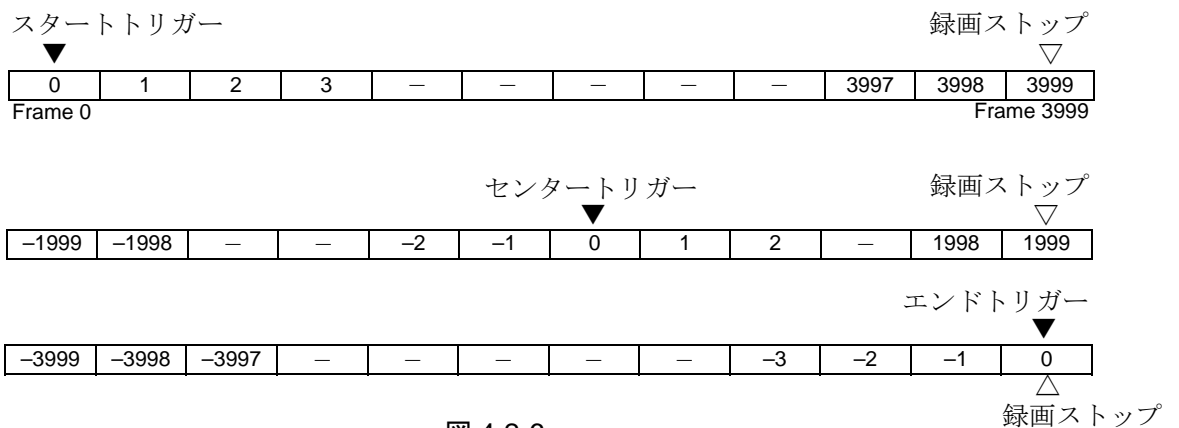 スタートトリガー 録画ストップ
▼ ▽
0 1 2 3 － － － － － 3997 3998 3999
Frame 0 Frame 3999
センタートリガー 録画ストップ
▼ ▽
–1999 –1998 － － –2 –1 0 1 2 － 1998 1999
エンドトリガー
▼
–3999 –3998 –3997 － － － － － –3 –2 –1 0
△
録画ストップ